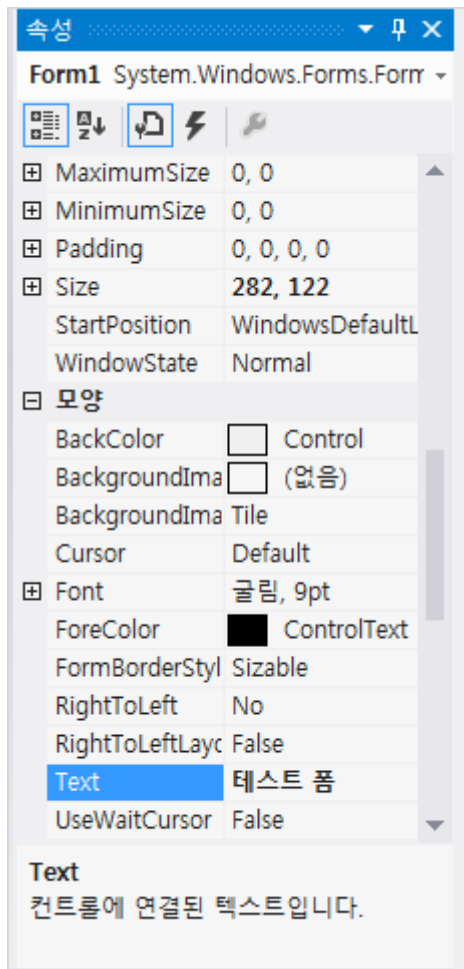 속성
Form1 System.Windows.Forms.Form
MaximumSize 0, 0
MinimumSize 0, 0
Padding 0, 0, 0, 0
Size 282, 122
StartPosition WindowsDefaultL
WindowState Normal
모양
BackColor Control
BackgroundIma (없음)
BackgroundIma Tile
Cursor Default
Font 굴림, 9pt
ForeColor ControlText
FormBorderStyl Sizable
RightToLeft No
RightToLeftLayc False
Text 테스트 폼
UseWaitCursor False
Text
컨트롤에 연결된 텍스트입니다.